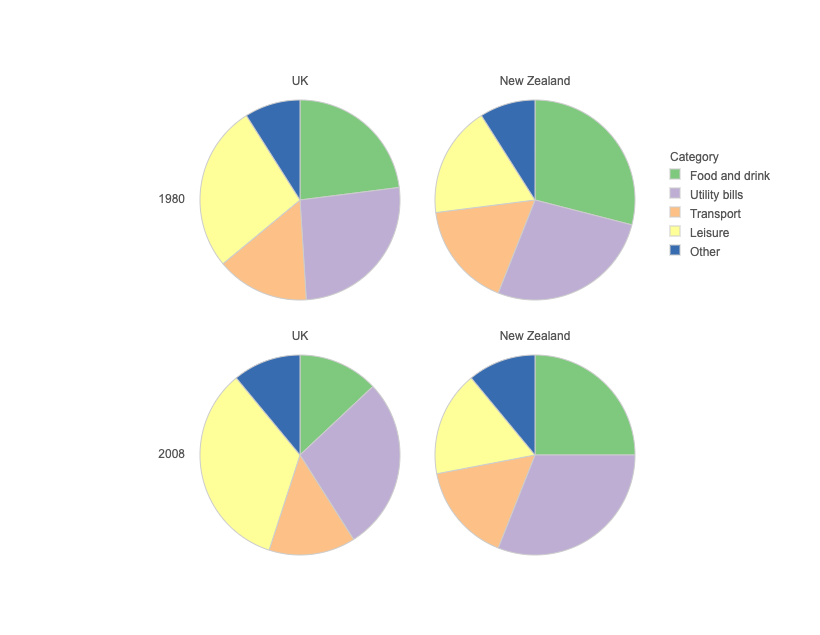 UK
New Zealand
1980
Category
Food and drink
Utility bills
Transport
Leisure
Other
UK
New Zealand
2008